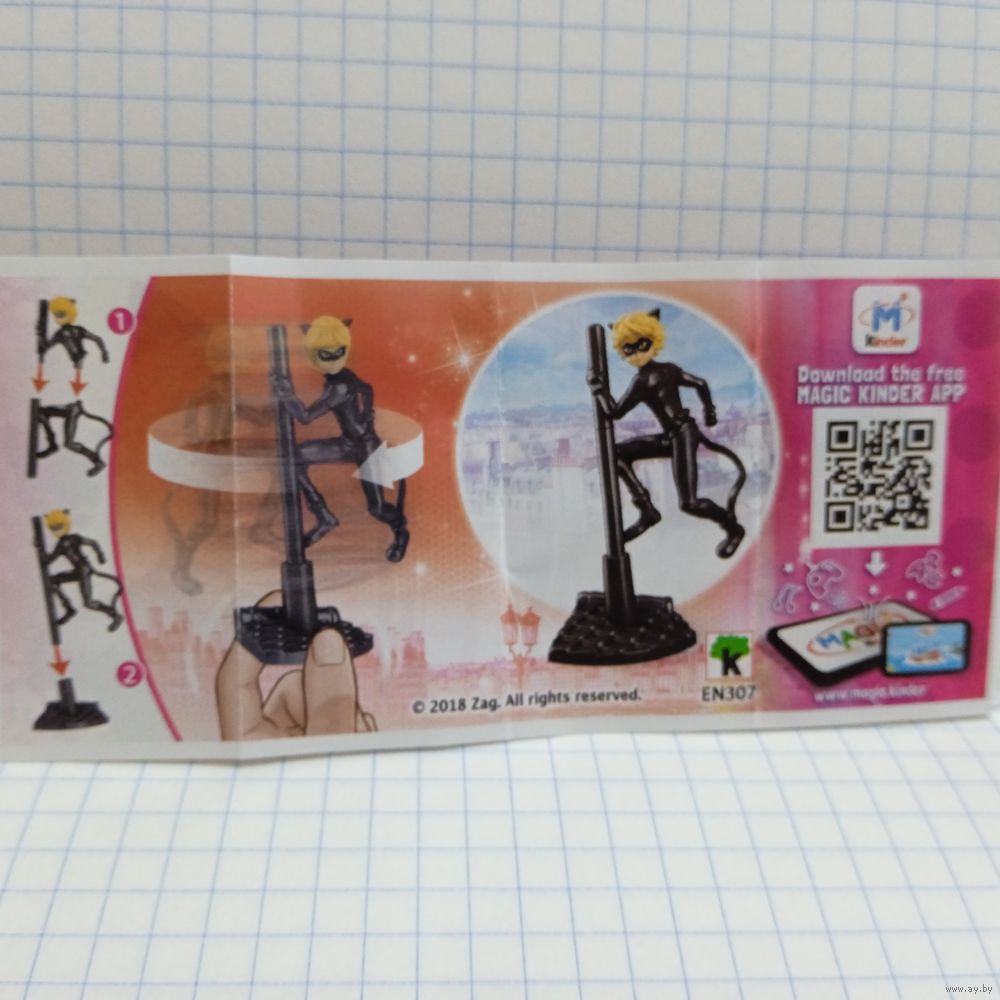 1
2
© 2018 Zag. All rights reserved.
k
EN307
M
Kinder
Download the free
MAGIC KINDER APP
MAGI
www.magic.kinder
www.ay.by